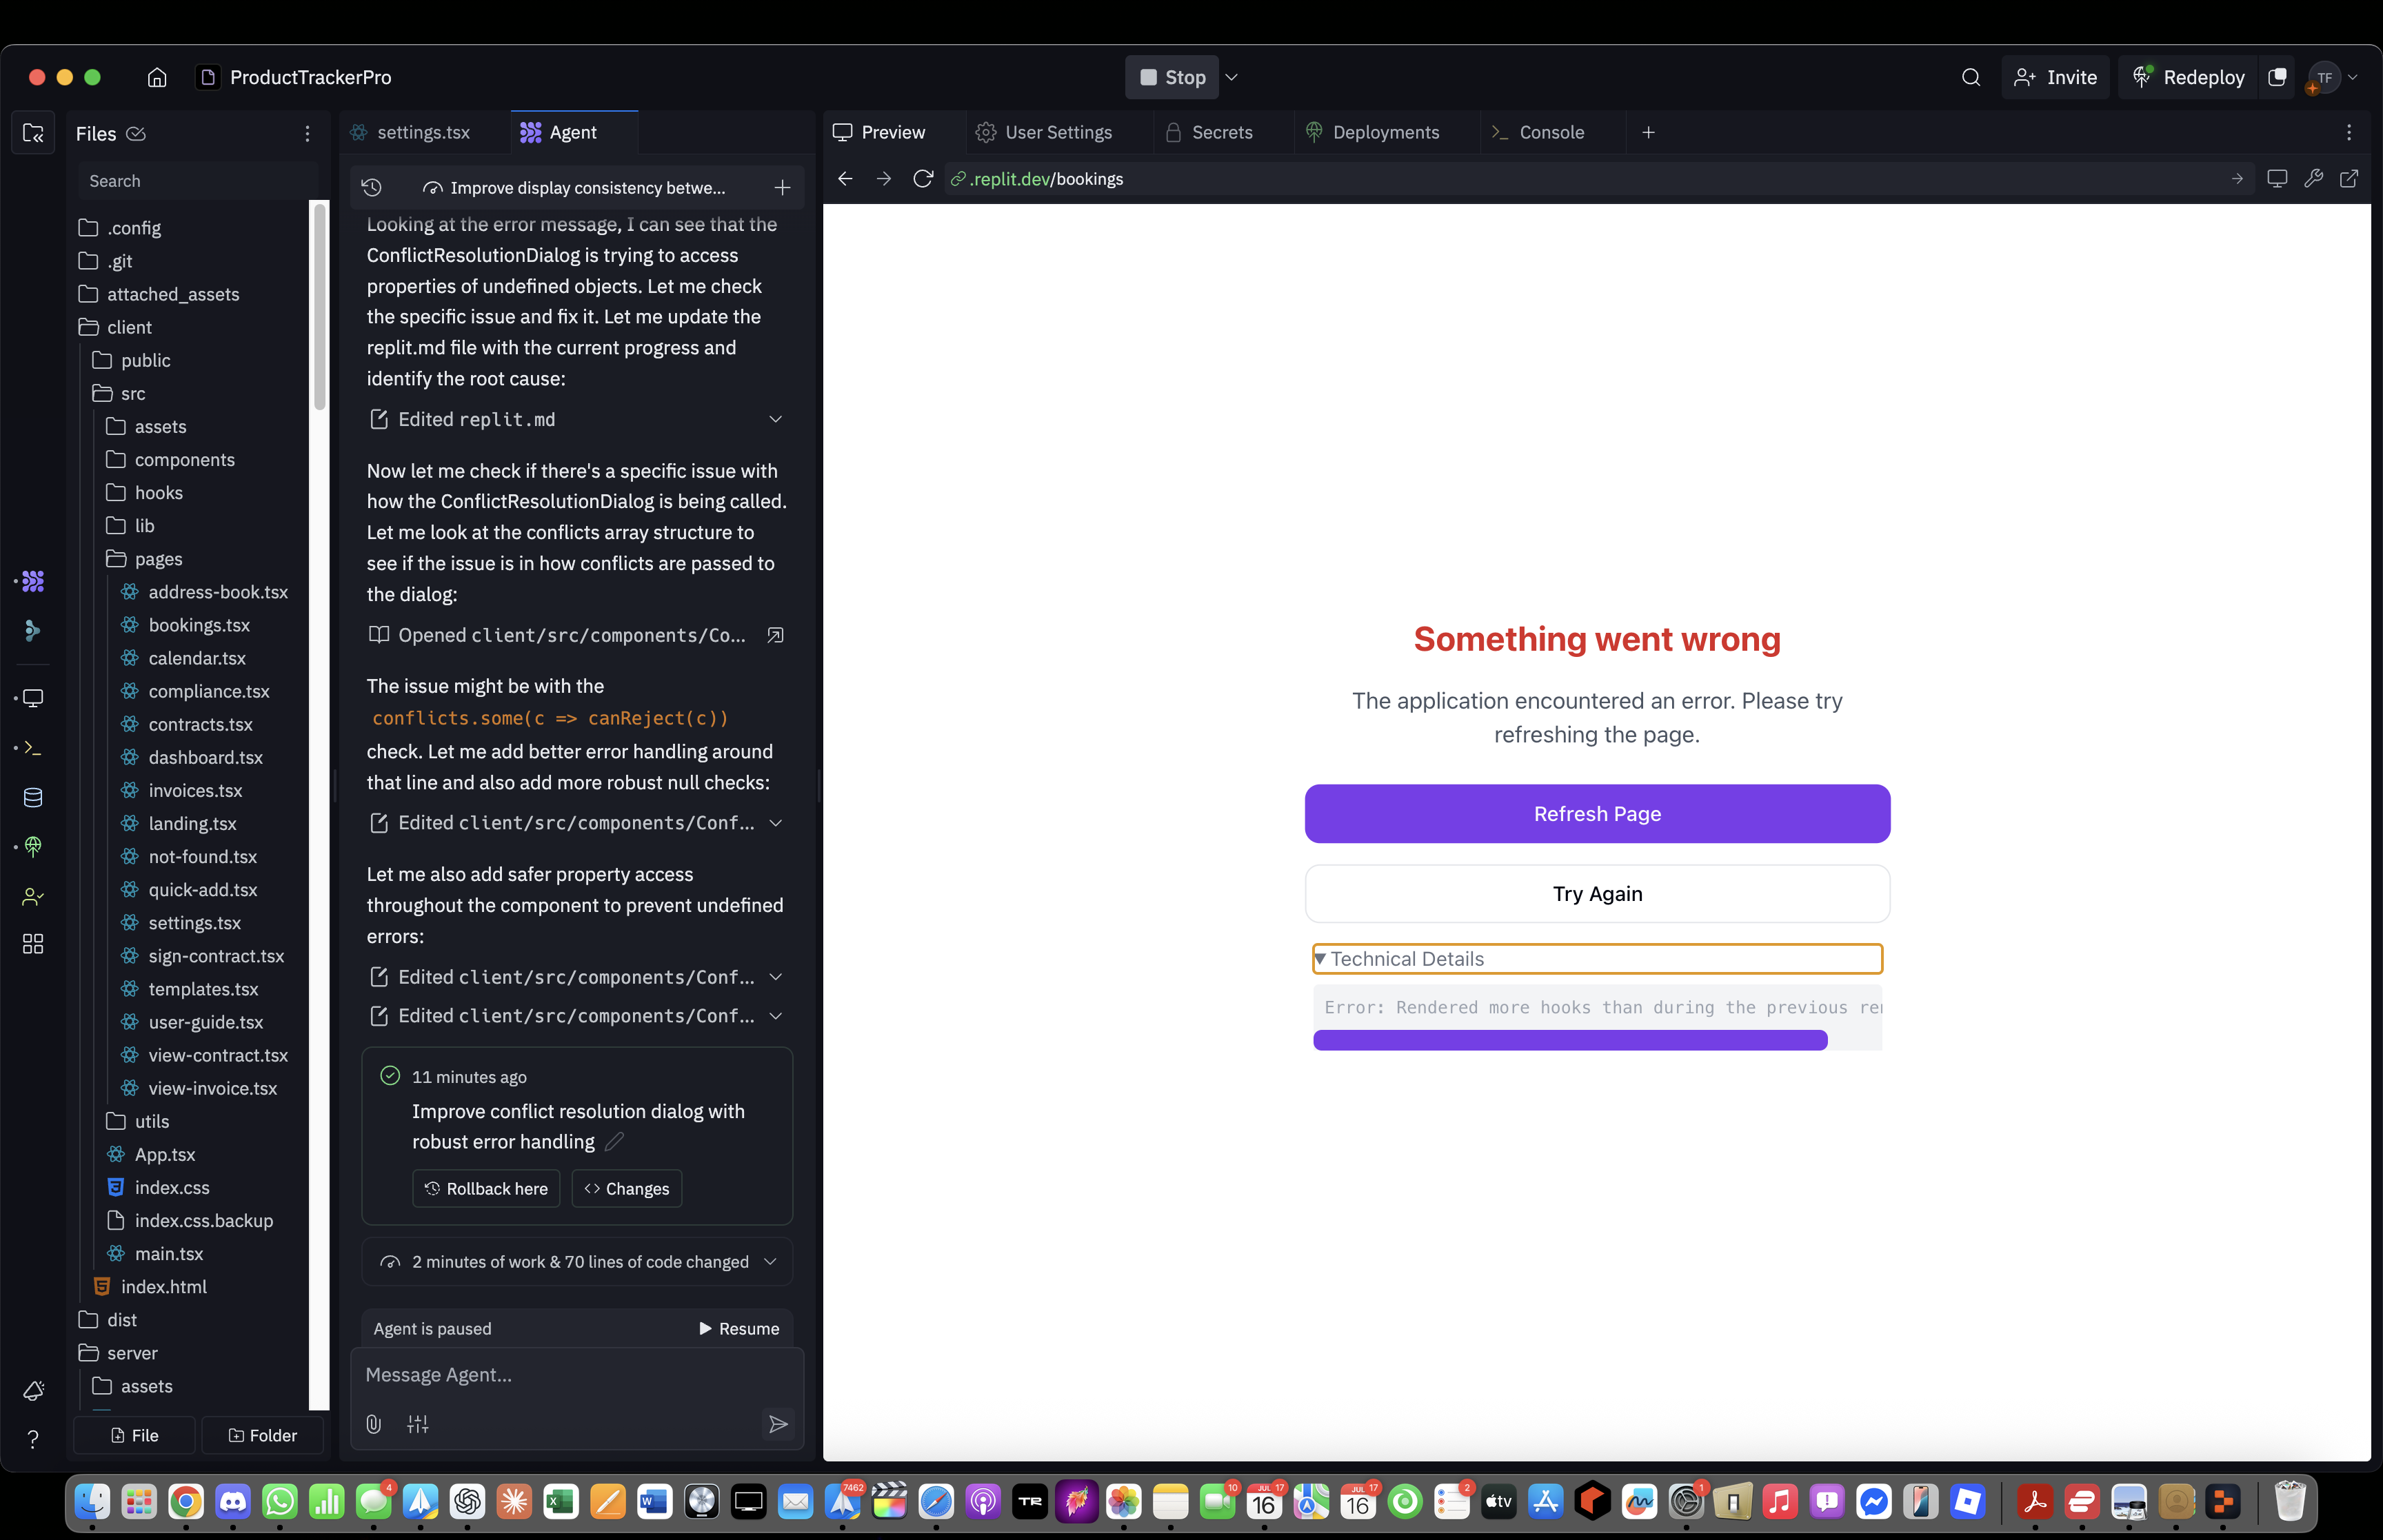 ProductTrackerPro
Stop
Invite
Redeploy
TF
Files
Search
.config
.git
attached_assets
client
public
src
assets
components
hooks
lib
pages
address-book.tsx
bookings.tsx
calendar.tsx
compliance.tsx
contracts.tsx
dashboard.tsx
invoices.tsx
landing.tsx
not-found.tsx
quick-add.tsx
settings.tsx
sign-contract.tsx
templates.tsx
user-guide.tsx
view-contract.tsx
view-invoice.tsx
utils
App.tsx
index.css
index.css.backup
main.tsx
index.html
dist
server
assets
File
Folder
settings.tsx
Agent
Improve display consistency betwe...
Looking at the error message, I can see that the
ConflictResolutionDialog is trying to access
properties of undefined objects. Let me check
the specific issue and fix it. Let me update the
replit.md file with the current progress and
identify the root cause:
Edited replit.md
Now let me check if there's a specific issue with
how the ConflictResolutionDialog is being called.
Let me look at the conflicts array structure to
see if the issue is in how conflicts are passed to
the dialog:
Opened client/src/components/Co...
The issue might be with the
conflicts.some(c => canReject(c))
check. Let me add better error handling around
that line and also add more robust null checks:
Edited client/src/components/Conf...
Let me also add safer property access
throughout the component to prevent undefined
errors:
Edited client/src/components/Conf...
Edited client/src/components/Conf...
11 minutes ago
Improve conflict resolution dialog with
robust error handling
Rollback here
Changes
2 minutes of work & 70 lines of code changed
Agent is paused
Resume
Message Agent...
Preview
User Settings
Secrets
Deployments
Console
.replit.dev/bookings
Something went wrong
The application encountered an error. Please try
refreshing the page.
Refresh Page
Try Again
Technical Details
Error: Rendered more hooks than during the previous rer
4
7462
TR
10
JUL 17
16
JUL 17
16
2
tv
1